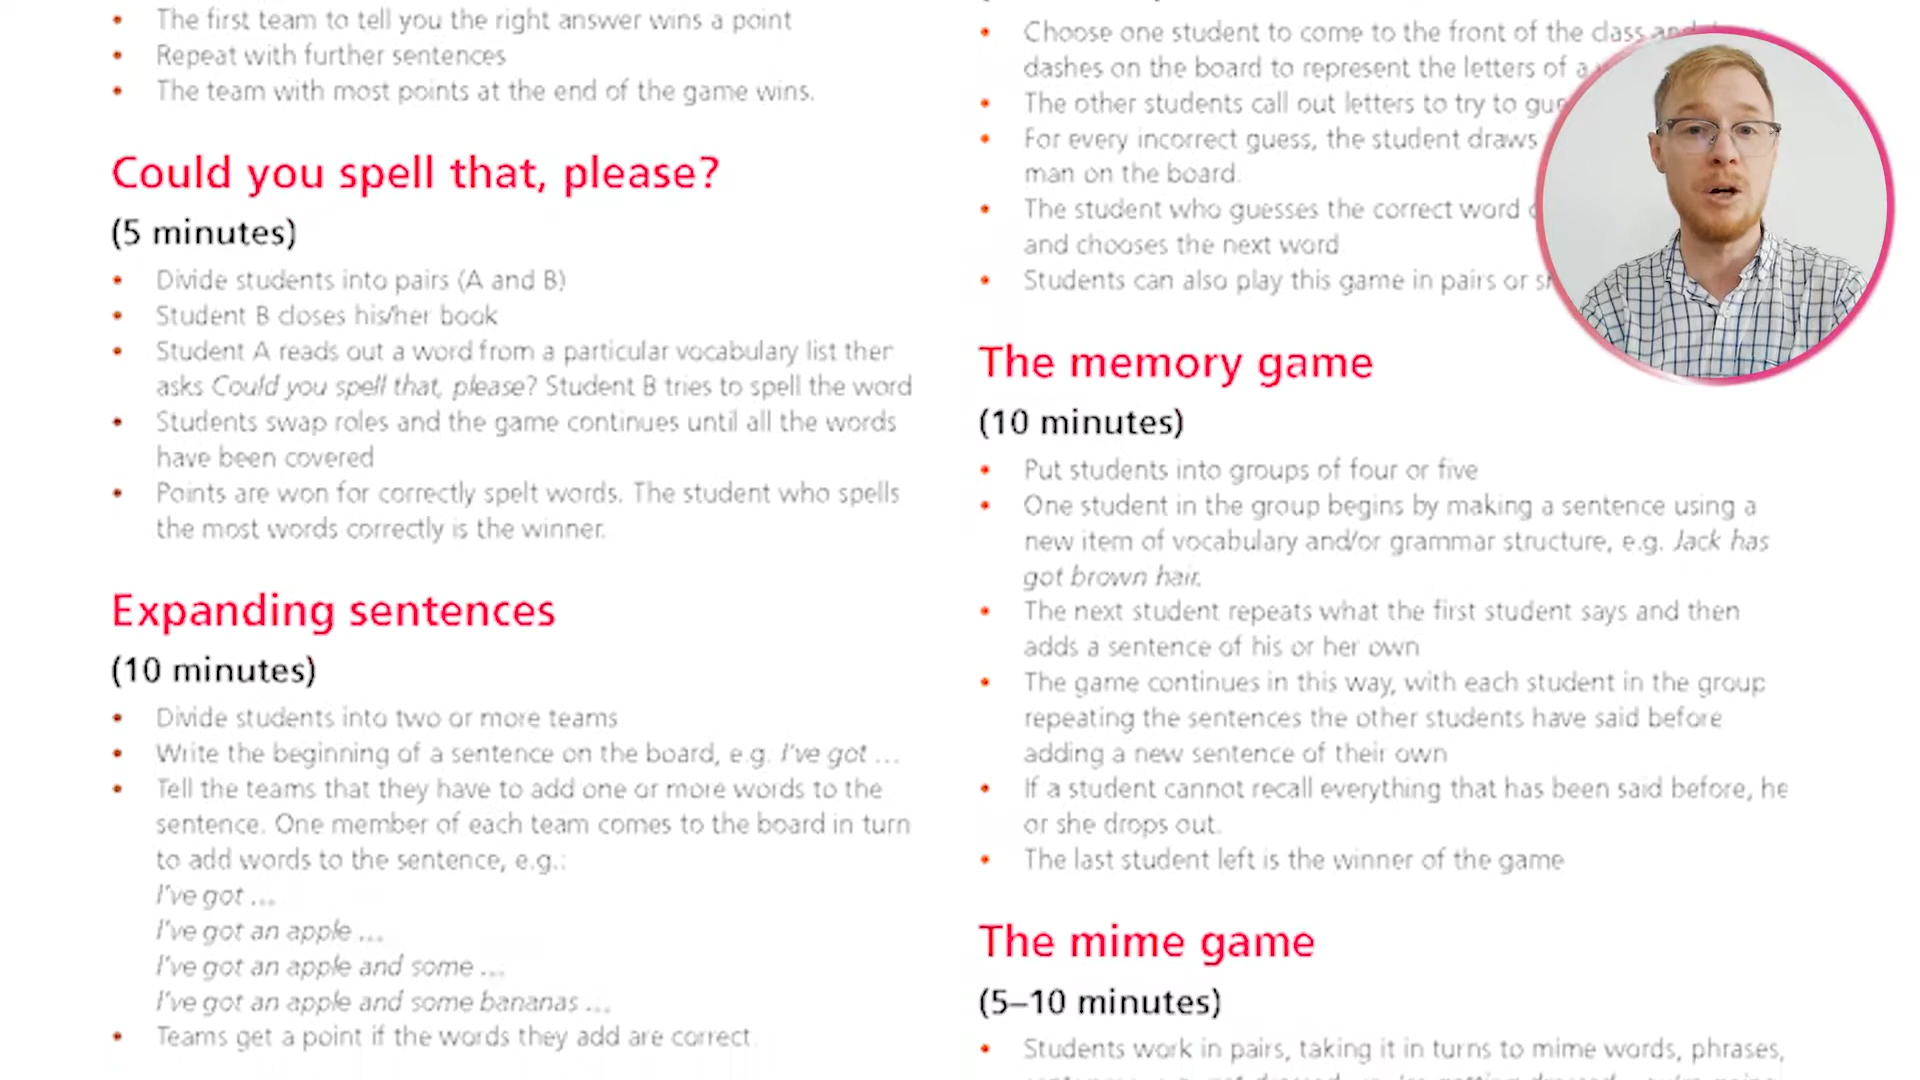 The first team to tell you the right answer wins a point
Repeat with further sentences
The team with most points at the end of the game wins.
Could you spell that, please?
(5 minutes)
Divide students into pairs (A and B)
Student B closes his/her book
Student A reads out a word from a particular vocabulary list then
asks Could you spell that, please? Student B tries to spell the word
Students swap roles and the game continues until all the words
have been covered
Points are won for correctly spelt words. The student who spells
the most words correctly is the winner.
Expanding sentences
(10 minutes)
Divide students into two or more teams
Write the beginning of a sentence on the board, e.g. I've got ...
Tell the teams that they have to add one or more words to the
sentence. One member of each team comes to the board in turn
to add words to the sentence, e.g.:
I've got ...
I've got an apple ...
I've got an apple and some ...
I've got an apple and some bananas ...
Teams get a point if the words they add are correct.
Choose one student to come to the front of the class and
dashes on the board to represent the letters of a
The other students call out letters to try to
For every incorrect guess, the student draws
man on the board.
The student who guesses the correct word
and chooses the next word
Students can also play this game in pairs or
The memory game
(10 minutes)
Put students into groups of four or five
One student in the group begins by making a sentence using a
new item of vocabulary and/or grammar structure, e.g. Jack has
got brown hair.
The next student repeats what the first student says and then
adds a sentence of his or her own
The game continues in this way, with each student in the group
repeating the sentences the other students have said before
adding a new sentence of their own
If a student cannot recall everything that has been said before, he
or she drops out.
The last student left is the winner of the game
The mime game
(5–10 minutes)
Students work in pairs, taking it in turns to mime words, phrases,